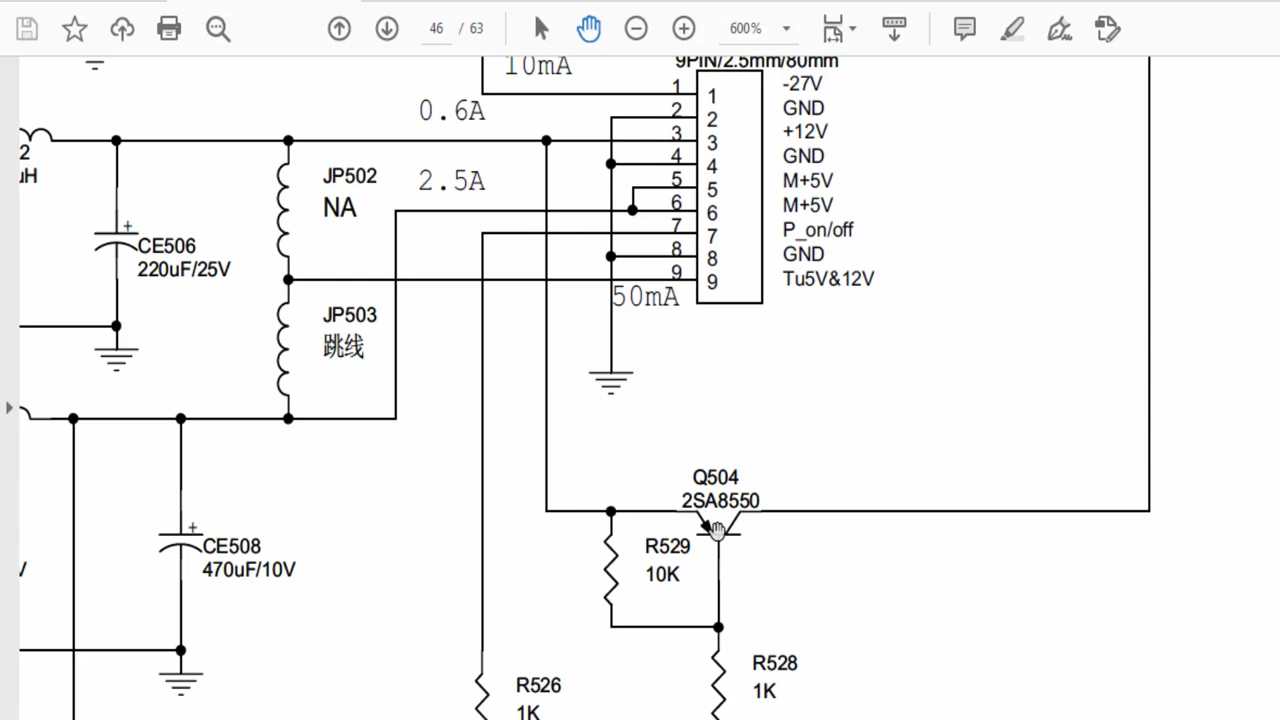 46 / 63
600%
10mA
9PIN/2.5mm/80mm
1 1 -27V
0.6A
2 2 GND
3 3 +12V
4 4 GND
2
JP502
2.5A
5 5 M+5V
NA
6 6 M+5V
7 7 P_on/off
CE506
220uF/25V
8 8 GND
9 9 Tu5V&12V
50mA
JP503
跳线
Q504
2SA8550
CE508
470uF/10V
R529
10K
R526
1K
R528
1K